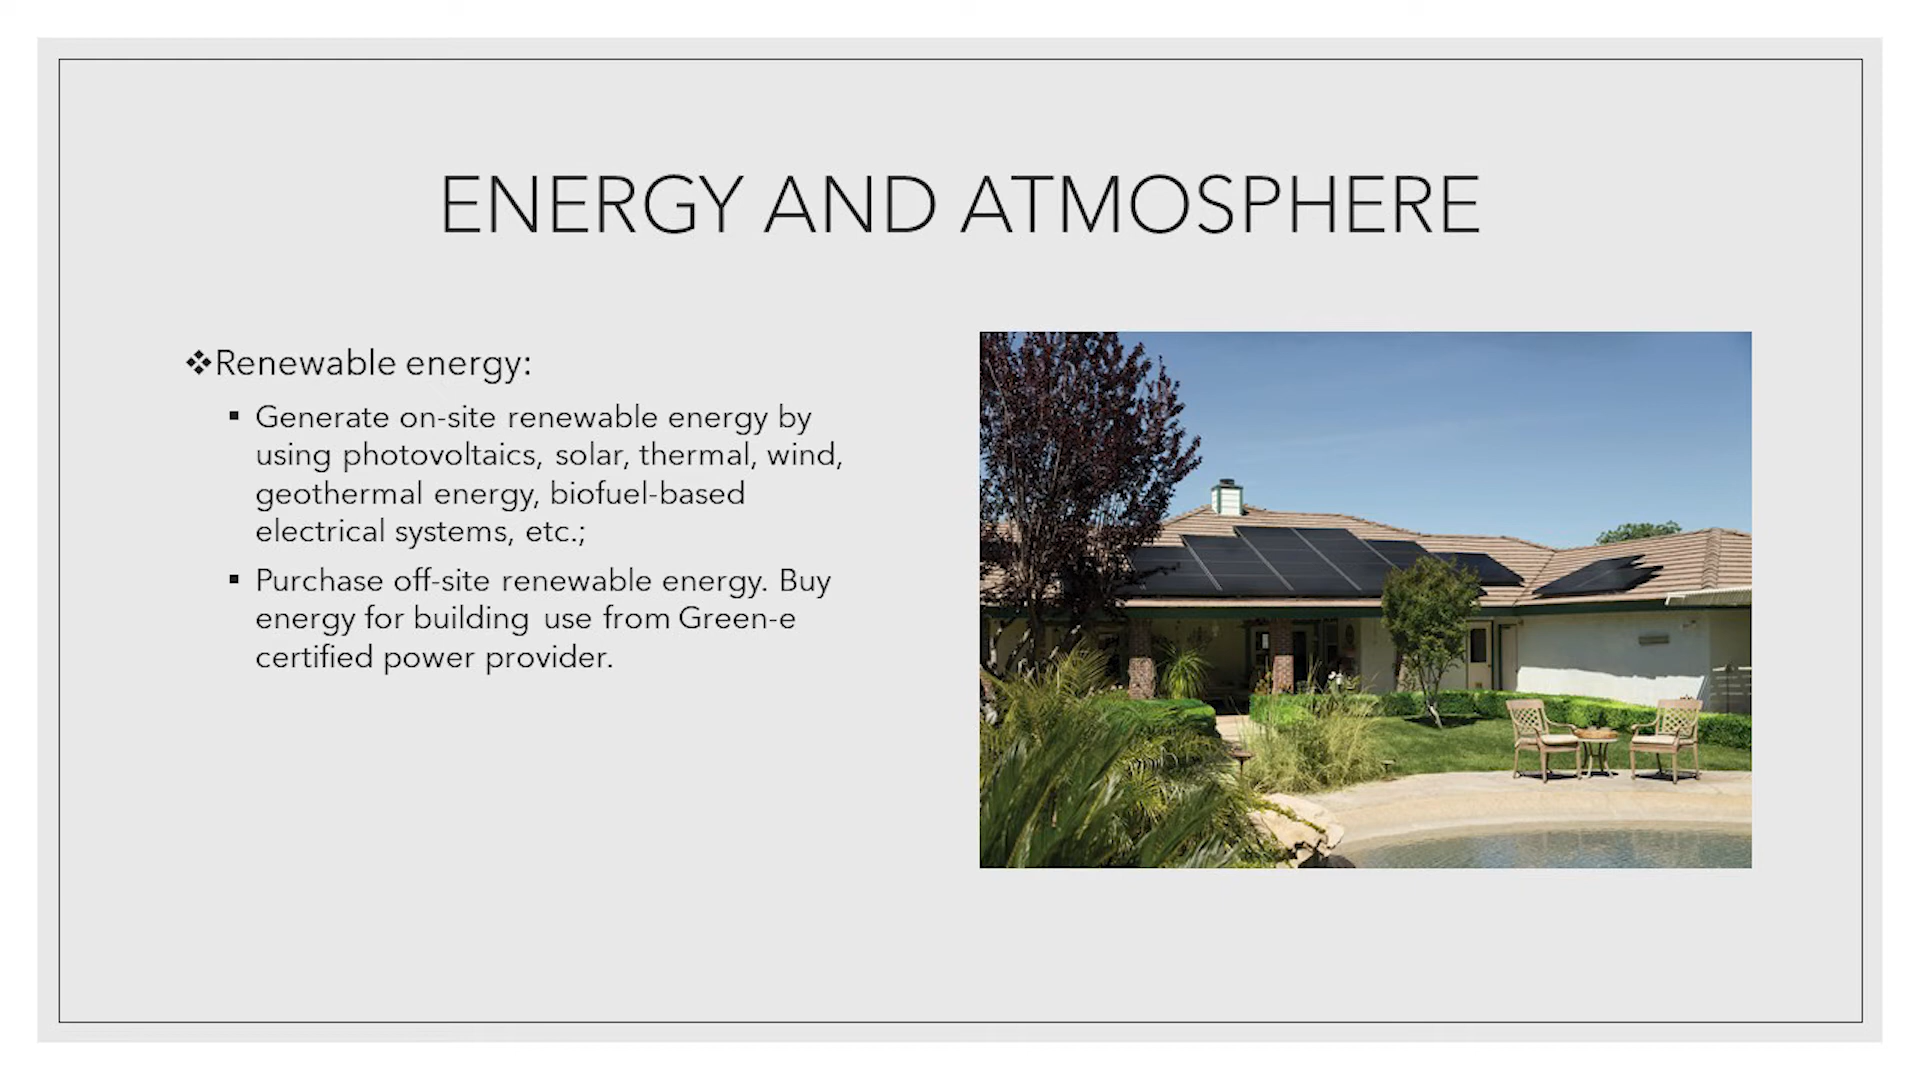 ENERGY AND ATMOSPHERE
❖Renewable energy:
▪ Generate on-site renewable energy by
using photovoltaics, solar, thermal, wind,
geothermal energy, biofuel-based
electrical systems, etc.;
▪ Purchase off-site renewable energy. Buy
energy for building use from Green-e
certified power provider.